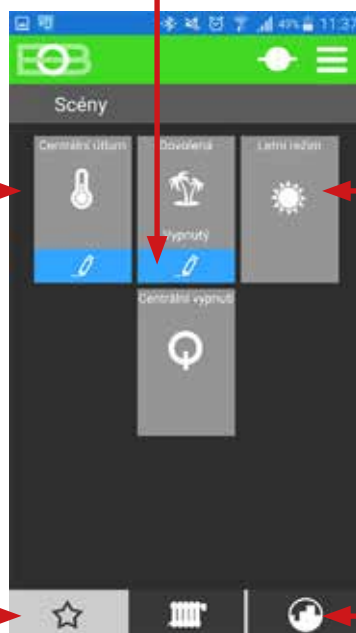 49% 11:37
EOB
Scény
Centrální útlum Dovolená Letní režim
Vypnutý
Centrální vypnutí